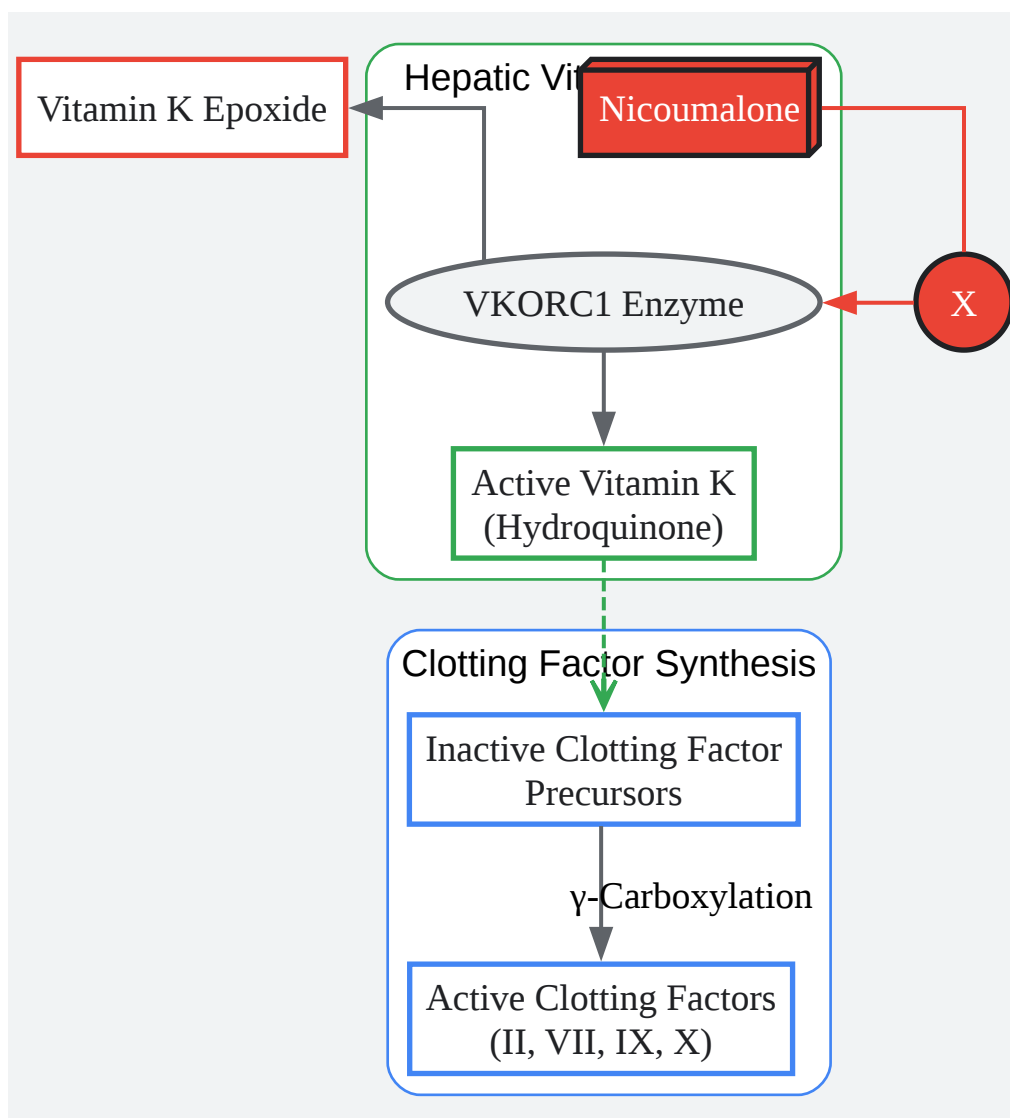 Hepatic Vit
Vitamin K Epoxide
Nicoumalone
VKORC1 Enzyme
X
Active Vitamin K
(Hydroquinone)
Clotting Factor Synthesis
Inactive Clotting Factor
Precursors
γ-Carboxylation
Active Clotting Factors
(II, VII, IX, X)